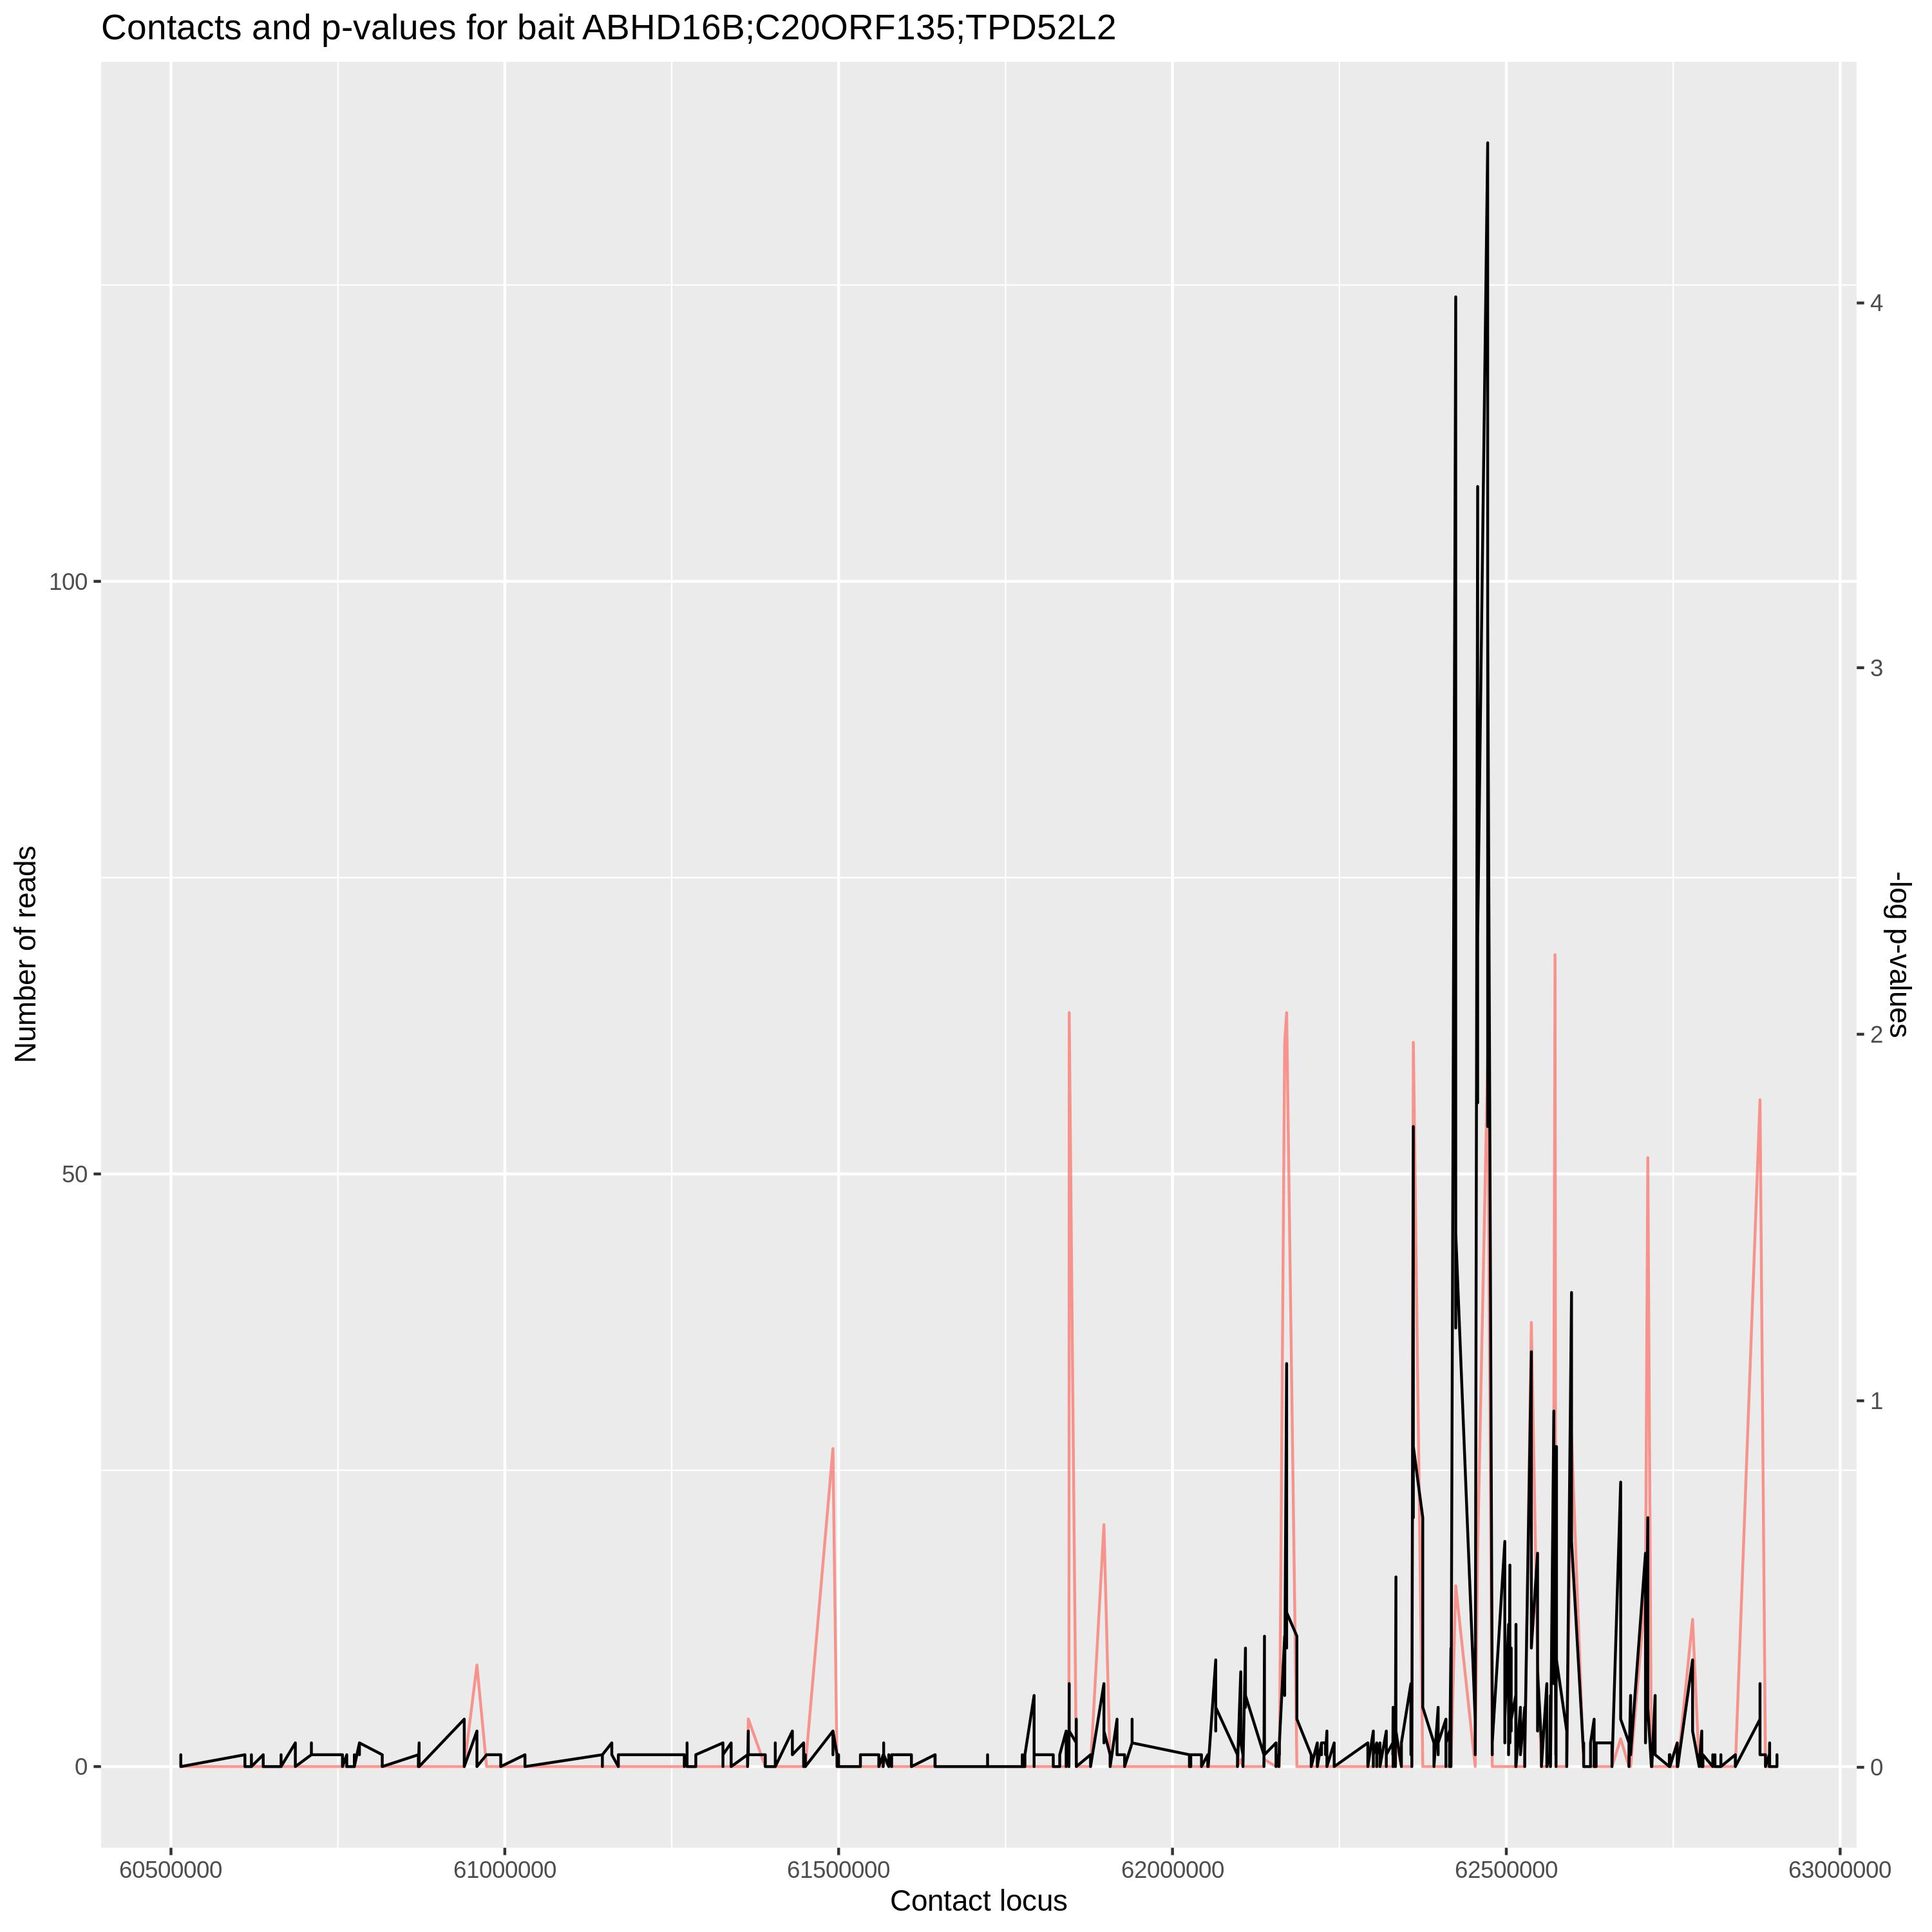 Contacts and p-values for bait ABHD16B;C20ORF135;TPD52L2
Number of reads
100
50
0
4
3
2
1
0
-log p-values
60500000 61000000 61500000 62000000 62500000 63000000
Contact locus